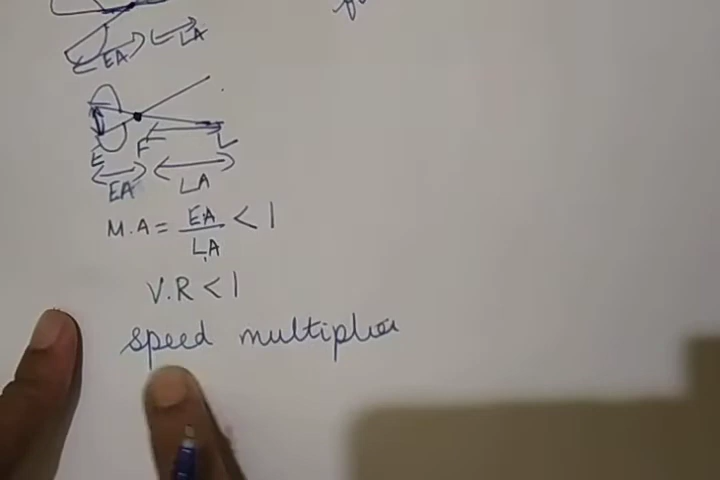 EA LA
E F L
EA LA
M.A = EA/LA < 1
V.R < 1
speed multiplier